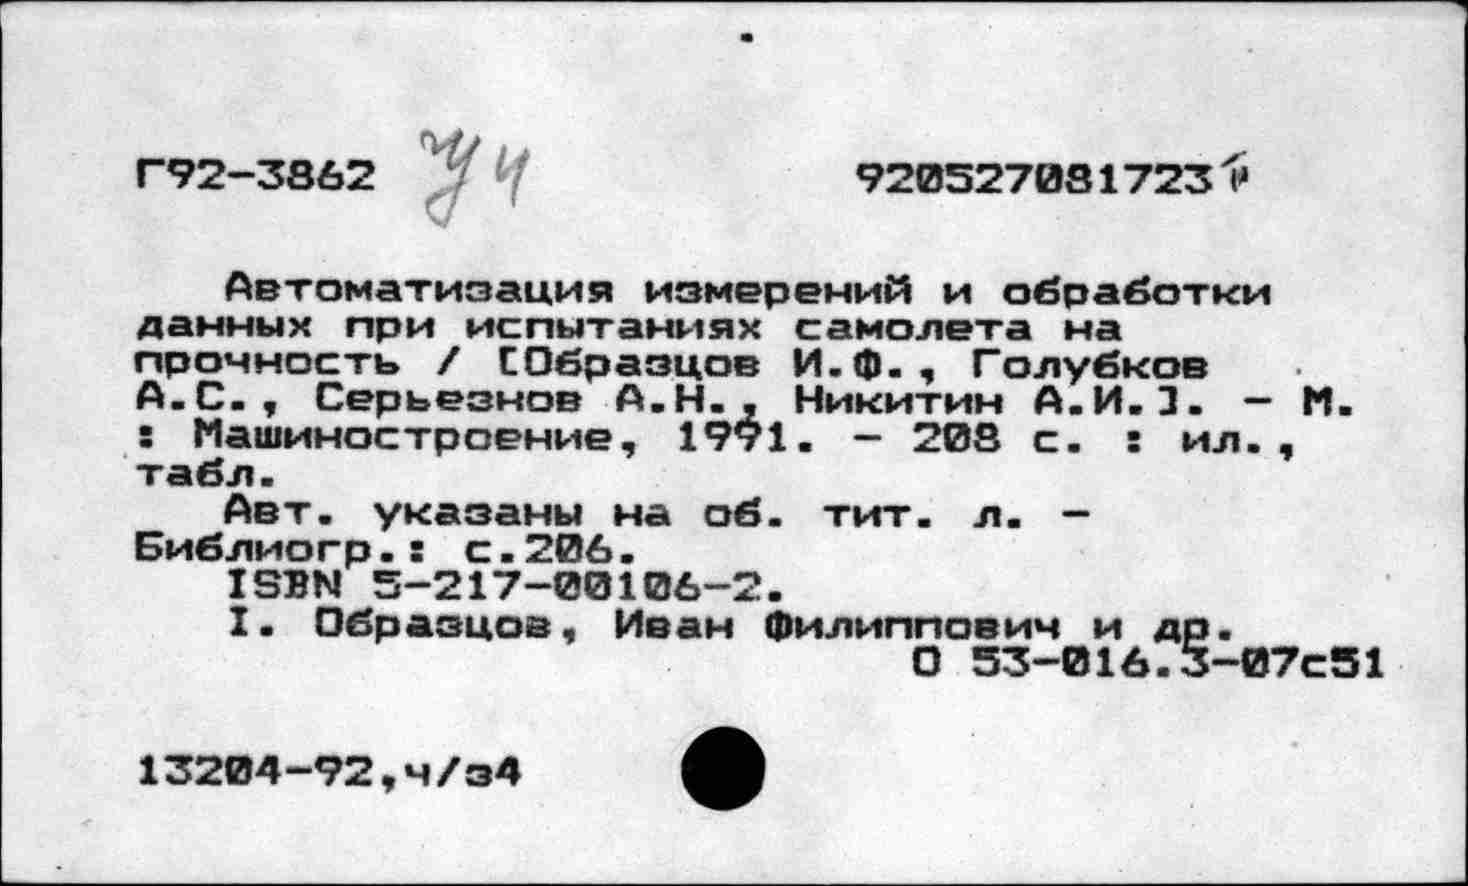 Г92-3862 9205270817231
Автоматизация измерений и обработки
данных при испытаниях самолета на
прочность / [Образцов И.Ф., Голубков
А.С., Серьезнов А.Н., Никитин А.И.]. - М.
: Машиностроение, 1991. - 208 с. : ил.,
табл.
Авт. указаны на об. тит. л. -
Библиогр.: с.206.
ISBN 5-217-00106-2.
I. Образцов, Иван Филиппович и др.
О 53-016.3-07с51
13204-92,ч/з4